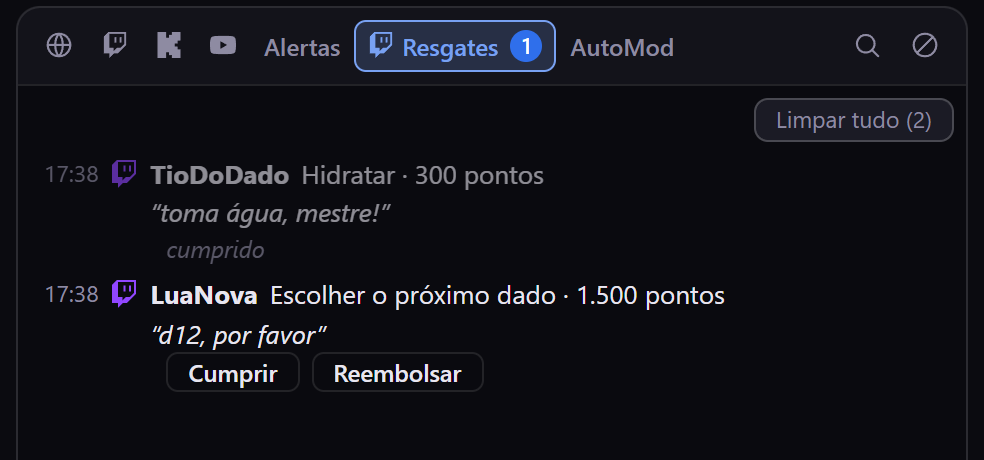 Alertas Resgates 1 AutoMod
Limpar tudo (2)
17:38 TioDoDado Hidratar · 300 pontos
“toma água, mestre!”
cumprido
17:38 LuaNova Escolher o próximo dado · 1.500 pontos
“d12, por favor”
Cumprir Reembolsar